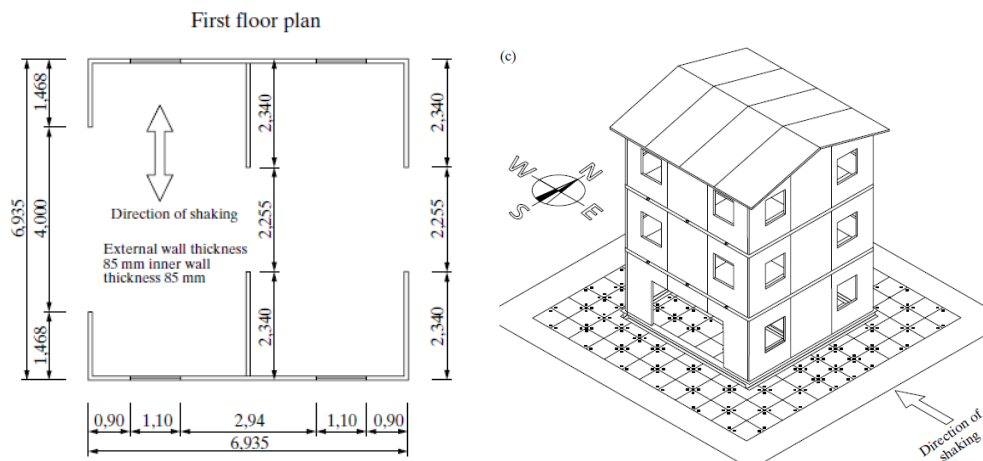 First floor plan
(c)
1,468
4,000
1,468
6,935
2,340
2,255
2,340
2,340
2,255
2,340
Direction of shaking
External wall thickness
85 mm inner wall
thickness 85 mm
0,90
1,10
2,94
1,10
0,90
6,935
W
N
S
E
Direction of
shaking